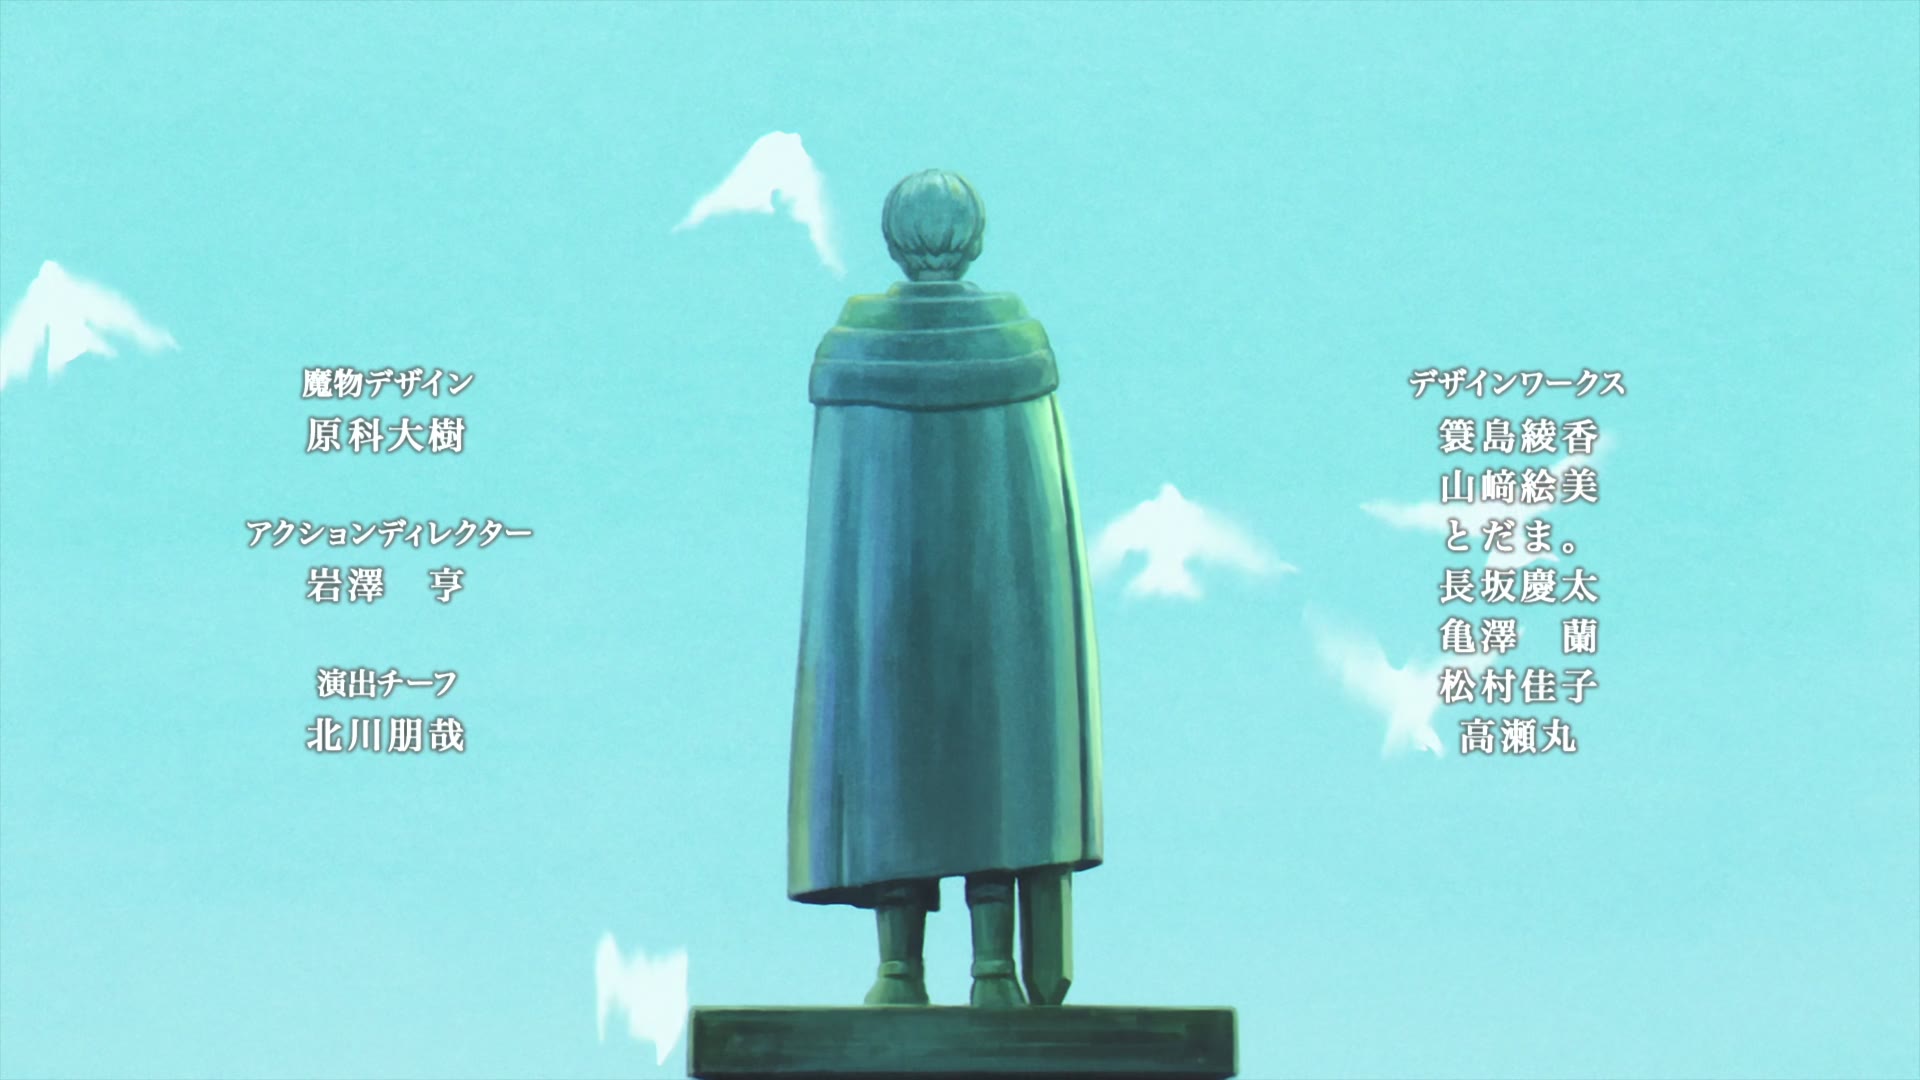 魔物デザイン
原科大樹
アクションディレクター
岩澤　亨
演出チーフ
北川朋哉
デザインワークス
簑島綾香
山﨑絵美
とだま。
長坂慶太
亀澤　蘭
松村佳子
高瀬丸